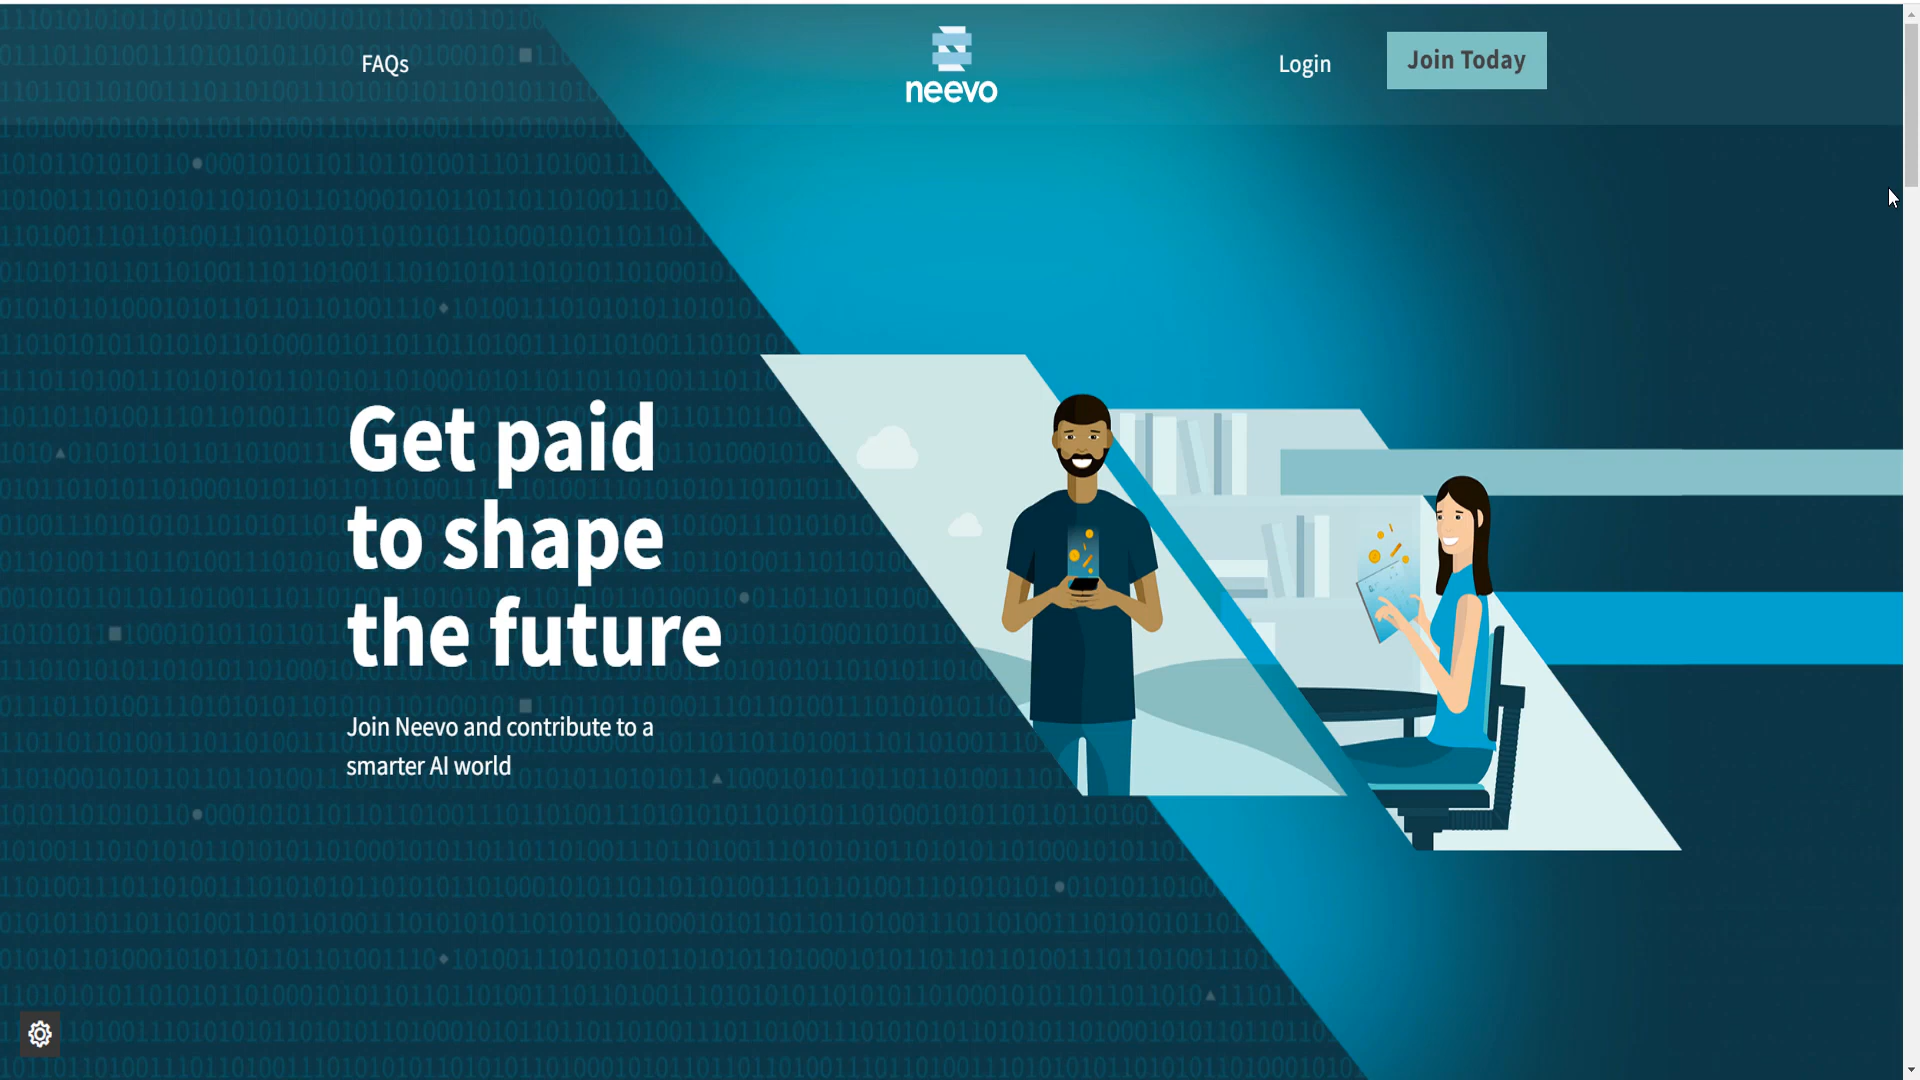 FAQs
neevo
Login
Join Today
Get paid
to shape
the future
Join Neevo and contribute to a
smarter AI world